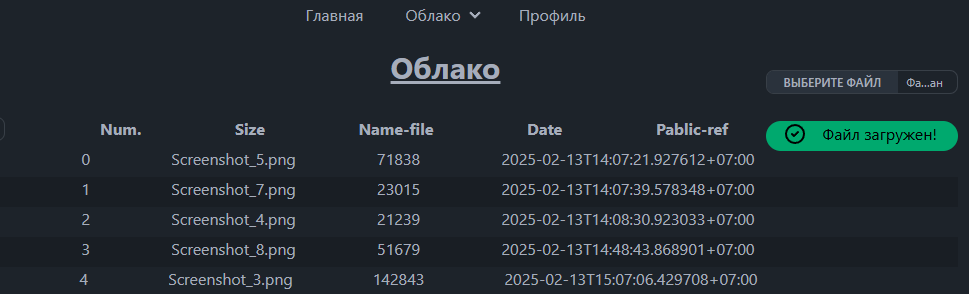 Главная Облако Профиль
Облако
ВЫБЕРИТЕ ФАЙЛ Фа...ан
Num. Size Name-file Date Pablic-ref
Файл загружен!
0 Screenshot_5.png 71838 2025-02-13T14:07:21.927612+07:00
1 Screenshot_7.png 23015 2025-02-13T14:07:39.578348+07:00
2 Screenshot_4.png 21239 2025-02-13T14:08:30.923033+07:00
3 Screenshot_8.png 51679 2025-02-13T14:48:43.868901+07:00
4 Screenshot_3.png 142843 2025-02-13T15:07:06.429708+07:00